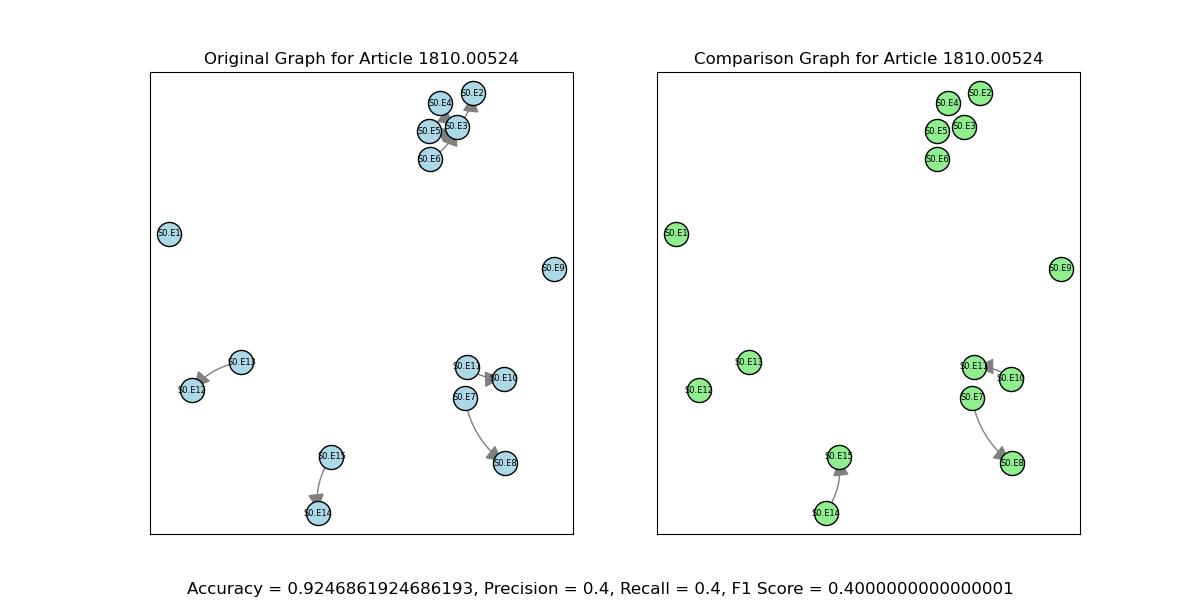 Original Graph for Article 1810.00524
Comparison Graph for Article 1810.00524
S0.E2
S0.E4
S0.E3
S0.E5
S0.E6
S0.E1
S0.E9
S0.E13
S0.E12
S0.E11
S0.E10
S0.E7
S0.E8
S0.E15
S0.E14
S0.E2
S0.E4
S0.E3
S0.E5
S0.E6
S0.E1
S0.E9
S0.E13
S0.E12
S0.E11
S0.E10
S0.E7
S0.E8
S0.E15
S0.E14
Accuracy = 0.9246861924686193, Precision = 0.4, Recall = 0.4, F1 Score = 0.4000000000000001